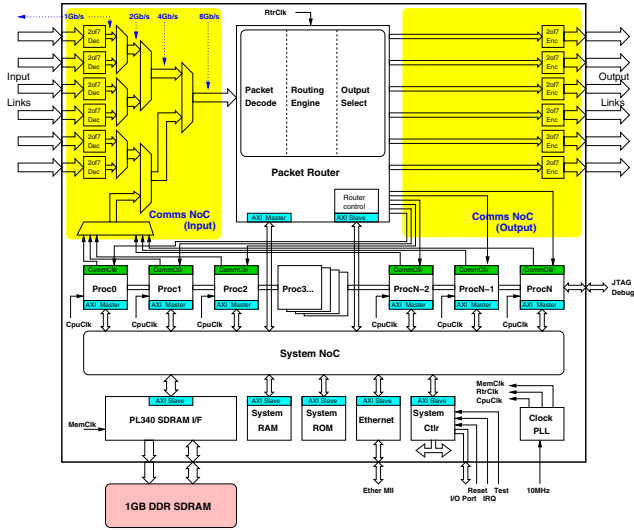 1Gb/s 2Gb/s 4Gb/s 8Gb/s
RtrClk
2of7 Dec
2of7 Dec
2of7 Dec
2of7 Dec
2of7 Dec
2of7 Dec
Input
Links
Packet Decode
Routing Engine
Output Select
Packet Router
2of7 Enc
2of7 Enc
2of7 Enc
2of7 Enc
2of7 Enc
2of7 Enc
Output
Links
Router control
AXI Master
AXI Slave
Comms NoC
(Input)
Comms NoC
(Output)
CommCtlr
Proc0
AXI Master
CommCtlr
Proc1
AXI Master
CommCtlr
Proc2
AXI Master
Proc3...
CommCtlr
ProcN−2
AXI Master
CommCtlr
ProcN−1
AXI Master
CommCtlr
ProcN
AXI Master
JTAG
Debug
CpuClk CpuClk CpuClk CpuClk CpuClk CpuClk
System NoC
AXI Slave
PL340 SDRAM I/F
MemClk
AXI Slave
System
RAM
AXI Slave
System
ROM
AXI Slave
Ethernet
AXI Slave
System
Ctlr
MemClk
RtrClk
CpuClk
Clock
PLL
1GB DDR SDRAM
Ether MII
I/O Port
Reset
IRQ
Test
10MHz